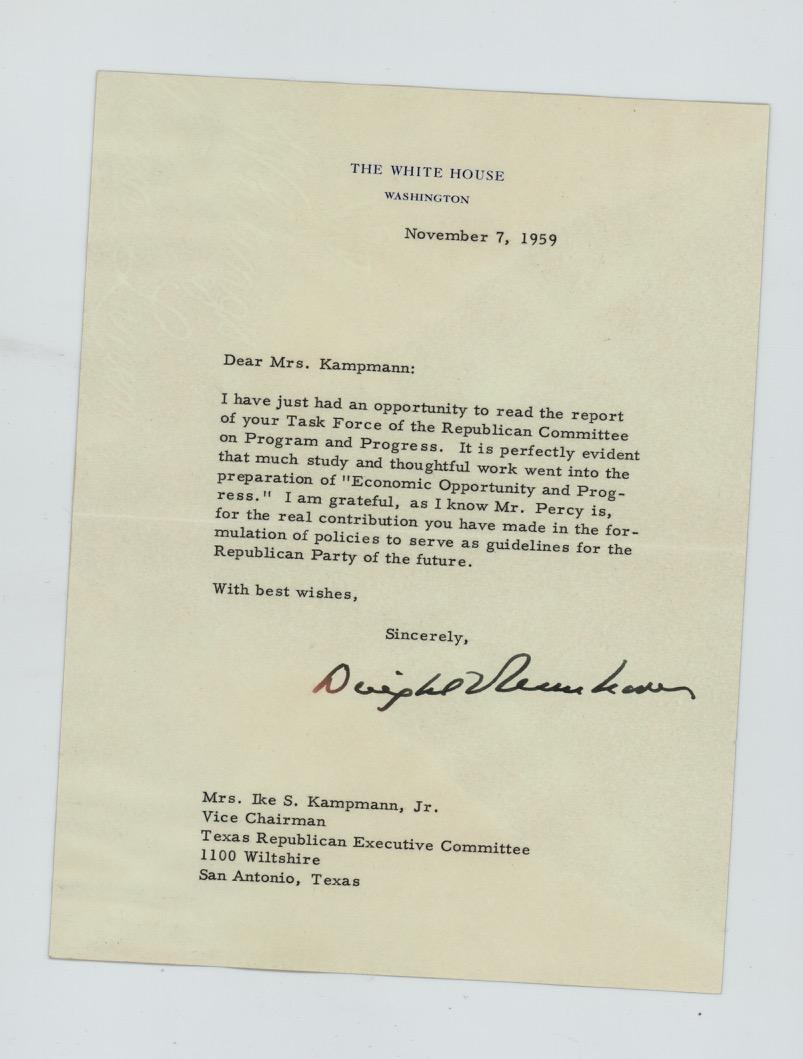 THE WHITE HOUSE
WASHINGTON
November 7, 1959
Dear Mrs. Kampmann:
I have just had an opportunity to read the report
of your Task Force of the Republican Committee
on Program and Progress. It is perfectly evident
that much study and thoughtful work went into the
preparation of "Economic Opportunity and Prog-
ress." I am grateful, as I know Mr. Percy is,
for the real contribution you have made in the for-
mulation of policies to serve as guidelines for the
Republican Party of the future.
With best wishes,
Sincerely,
Dwight D Eisenhower
Mrs. Ike S. Kampmann, Jr.
Vice Chairman
Texas Republican Executive Committee
1100 Wiltshire
San Antonio, Texas